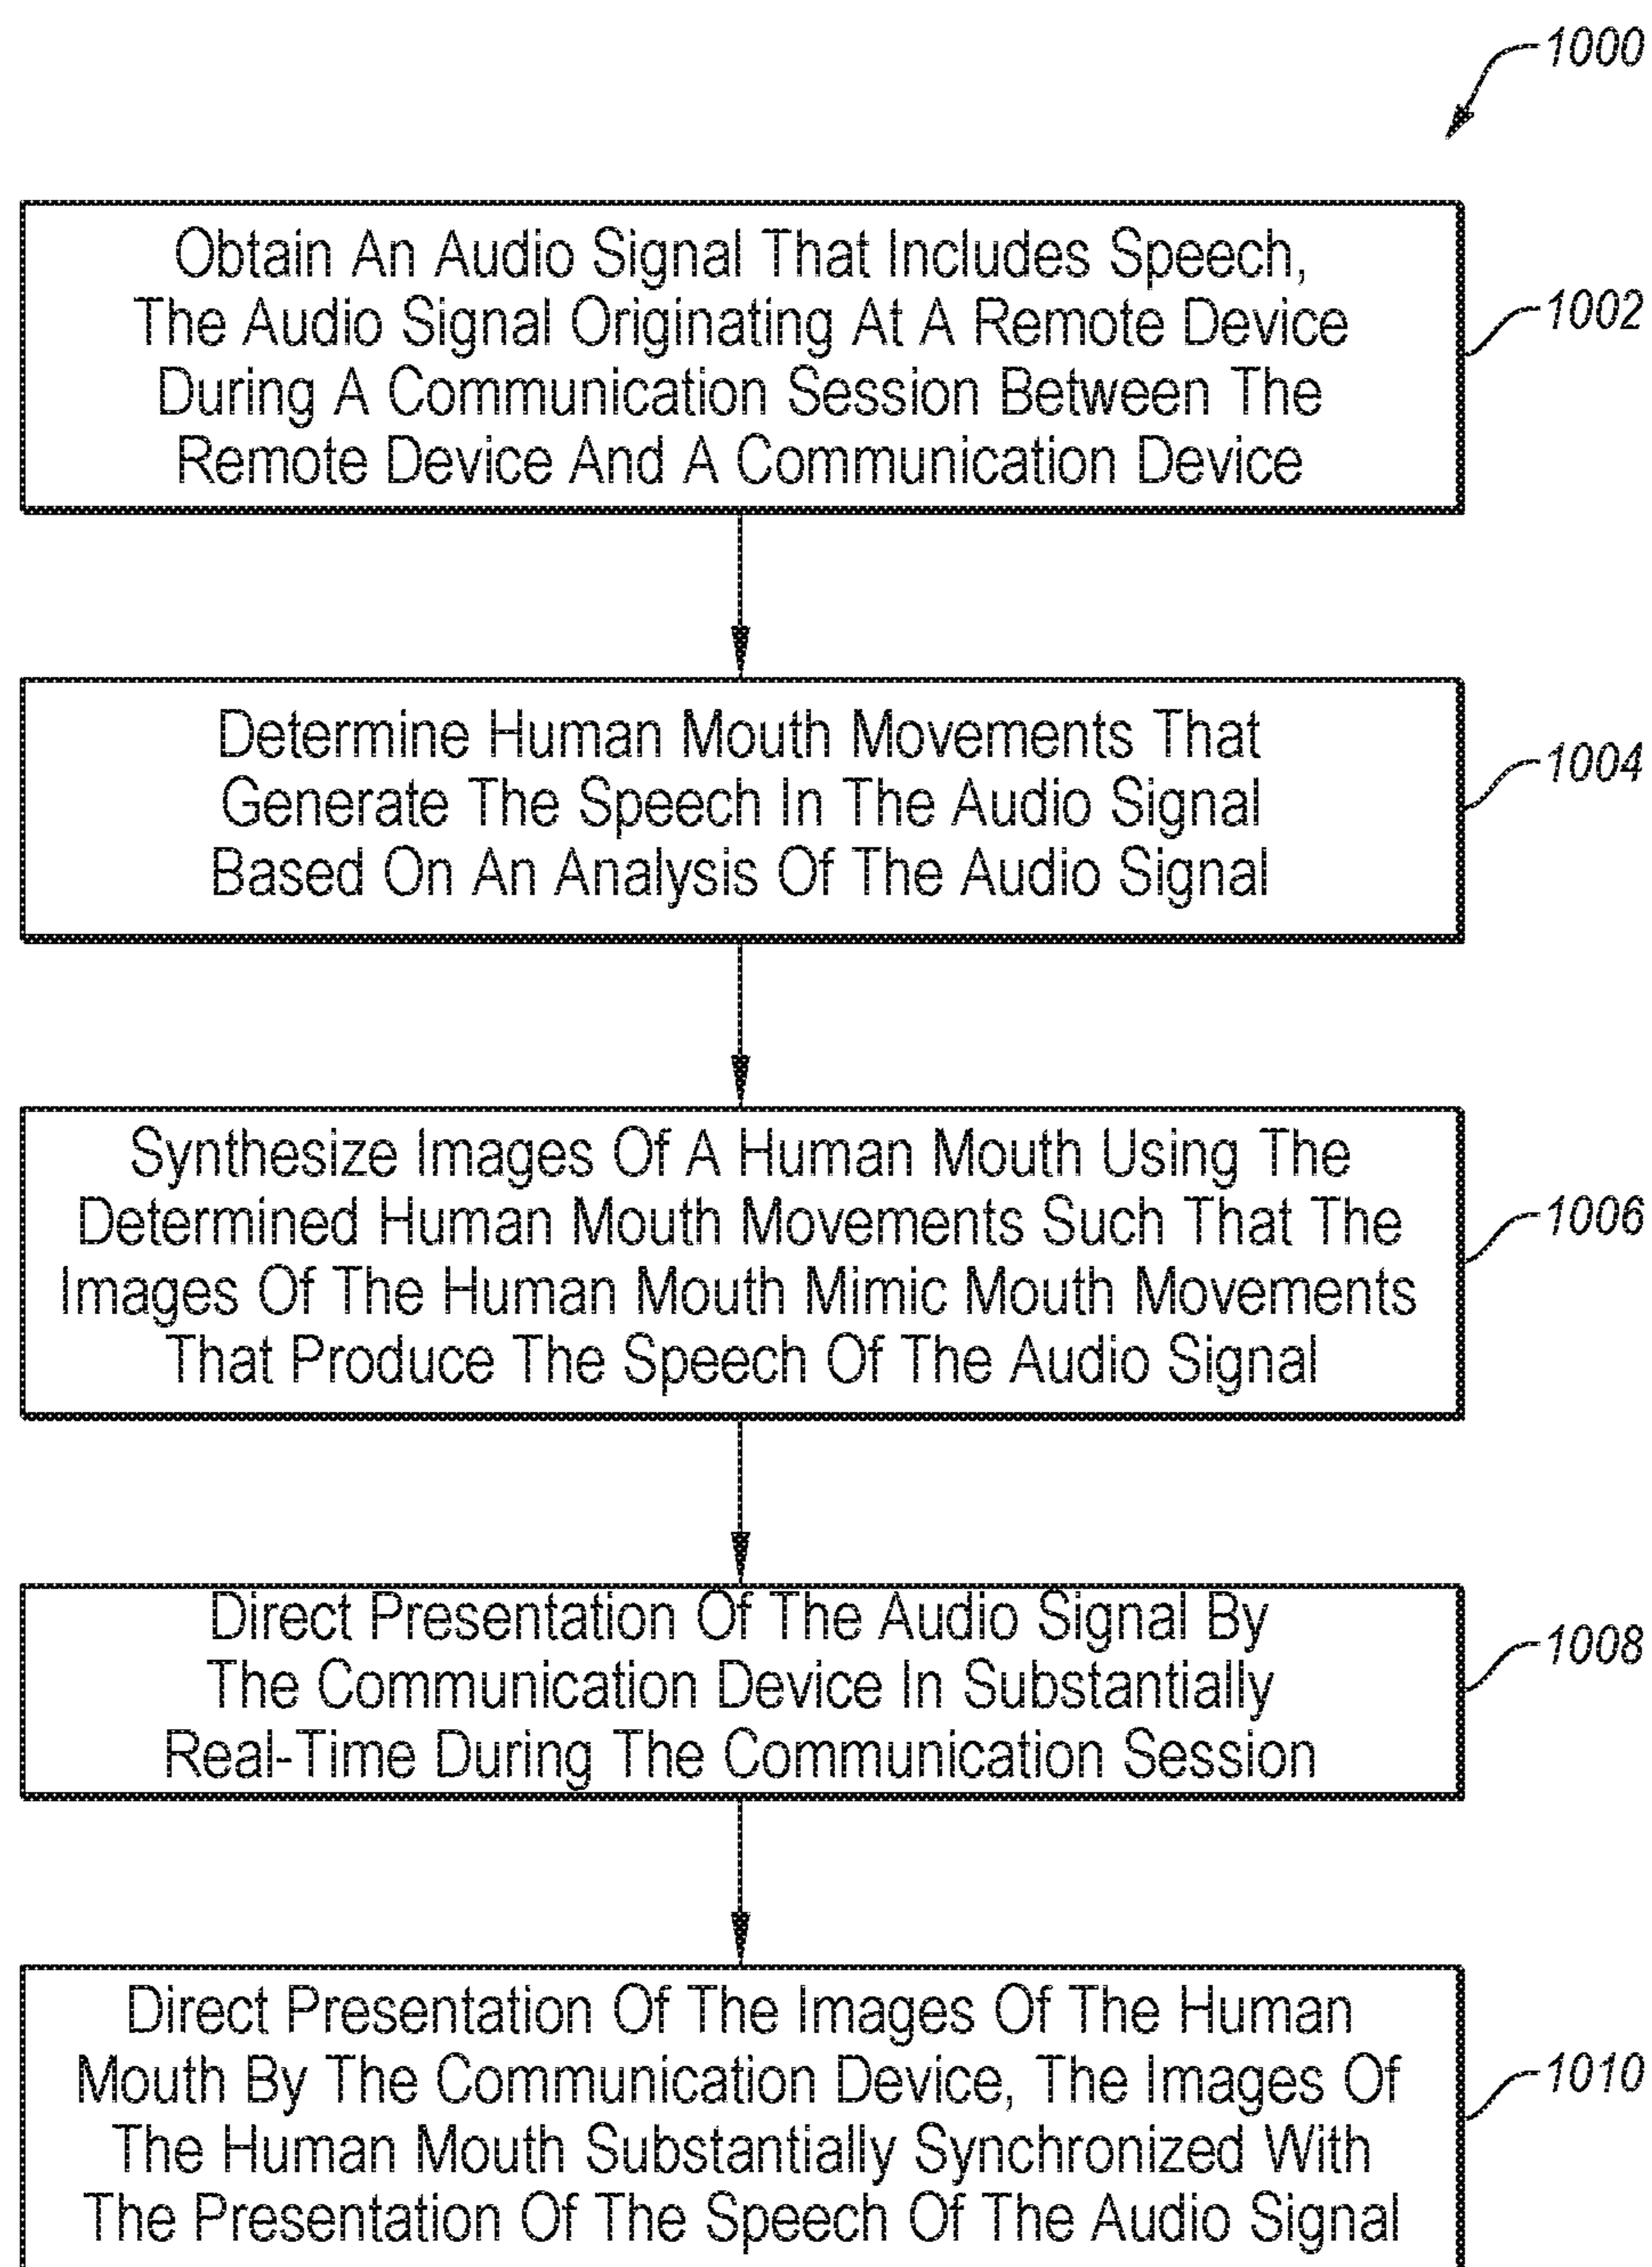 1000
Obtain An Audio Signal That Includes Speech,
The Audio Signal Originating At A Remote Device
During A Communication Session Between The
Remote Device And A Communication Device
1002
Determine Human Mouth Movements That
Generate The Speech In The Audio Signal
Based On An Analysis Of The Audio Signal
1004
Synthesize Images Of A Human Mouth Using The
Determined Human Mouth Movements Such That The
Images Of The Human Mouth Mimic Mouth Movements
That Produce The Speech Of The Audio Signal
1006
Direct Presentation Of The Audio Signal By
The Communication Device In Substantially
Real-Time During The Communication Session
1008
Direct Presentation Of The Images Of The Human
Mouth By The Communication Device, The Images Of
The Human Mouth Substantially Synchronized With
The Presentation Of The Speech Of The Audio Signal
1010